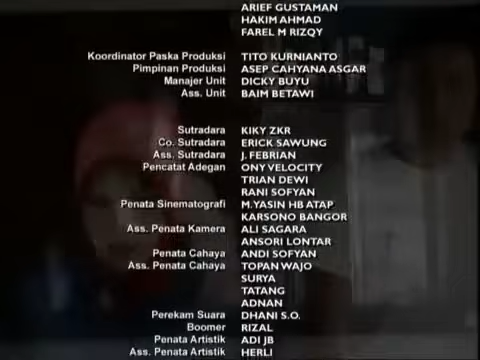 ARIEF GUSTAMAN
HAKIM AHMAD
FAREL M RIZQY
Koordinator Paska Produksi TITO KURNIANTO
Pimpinan Produksi ASEP CAHYANA ASGAR
Manajer Unit DICKY BUYU
Ass. Unit BAIM BETAWI
Sutradara KIKY ZKR
Co. Sutradara ERICK SAWUNG
Ass. Sutradara J. FEBRIAN
Pencatat Adegan ONY VELOCITY
TRIAN DEWI
RANI SOFYAN
Penata Sinematografi M.YASIN HB ATAP
KARSONO BANGOR
Ass. Penata Kamera ALI SAGARA
ANSORI LONTAR
Penata Cahaya ANDI SOFYAN
Ass. Penata Cahaya TOPAN WAJO
SURYA
TATANG
ADNAN
Perekam Suara DHANI S.O.
Boomer RIZAL
Penata Artistik ADI JB
Ass. Penata Artistik HERLI